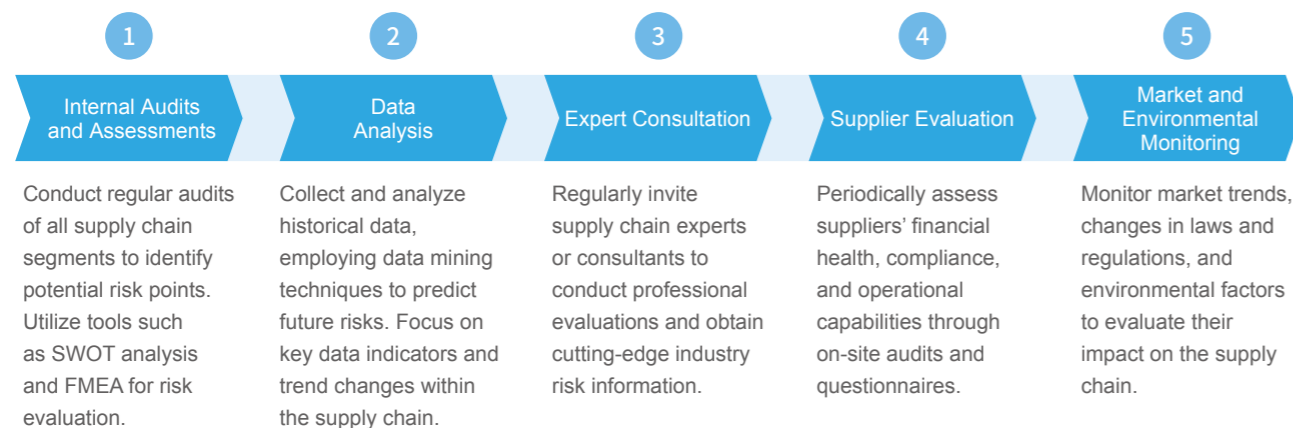 1
Internal Audits
and Assessments
Conduct regular audits
of all supply chain
segments to identify
potential risk points.
Utilize tools such
as SWOT analysis
and FMEA for risk
evaluation.
2
Data
Analysis
Collect and analyze
historical data,
employing data mining
techniques to predict
future risks. Focus on
key data indicators and
trend changes within
the supply chain.
3
Expert Consultation
Regularly invite
supply chain experts
or consultants to
conduct professional
evaluations and obtain
cutting-edge industry
risk information.
4
Supplier Evaluation
Periodically assess
suppliers’ financial
health, compliance,
and operational
capabilities through
on-site audits and
questionnaires.
5
Market and
Environmental
Monitoring
Monitor market trends,
changes in laws and
regulations, and
environmental factors
to evaluate their
impact on the supply
chain.